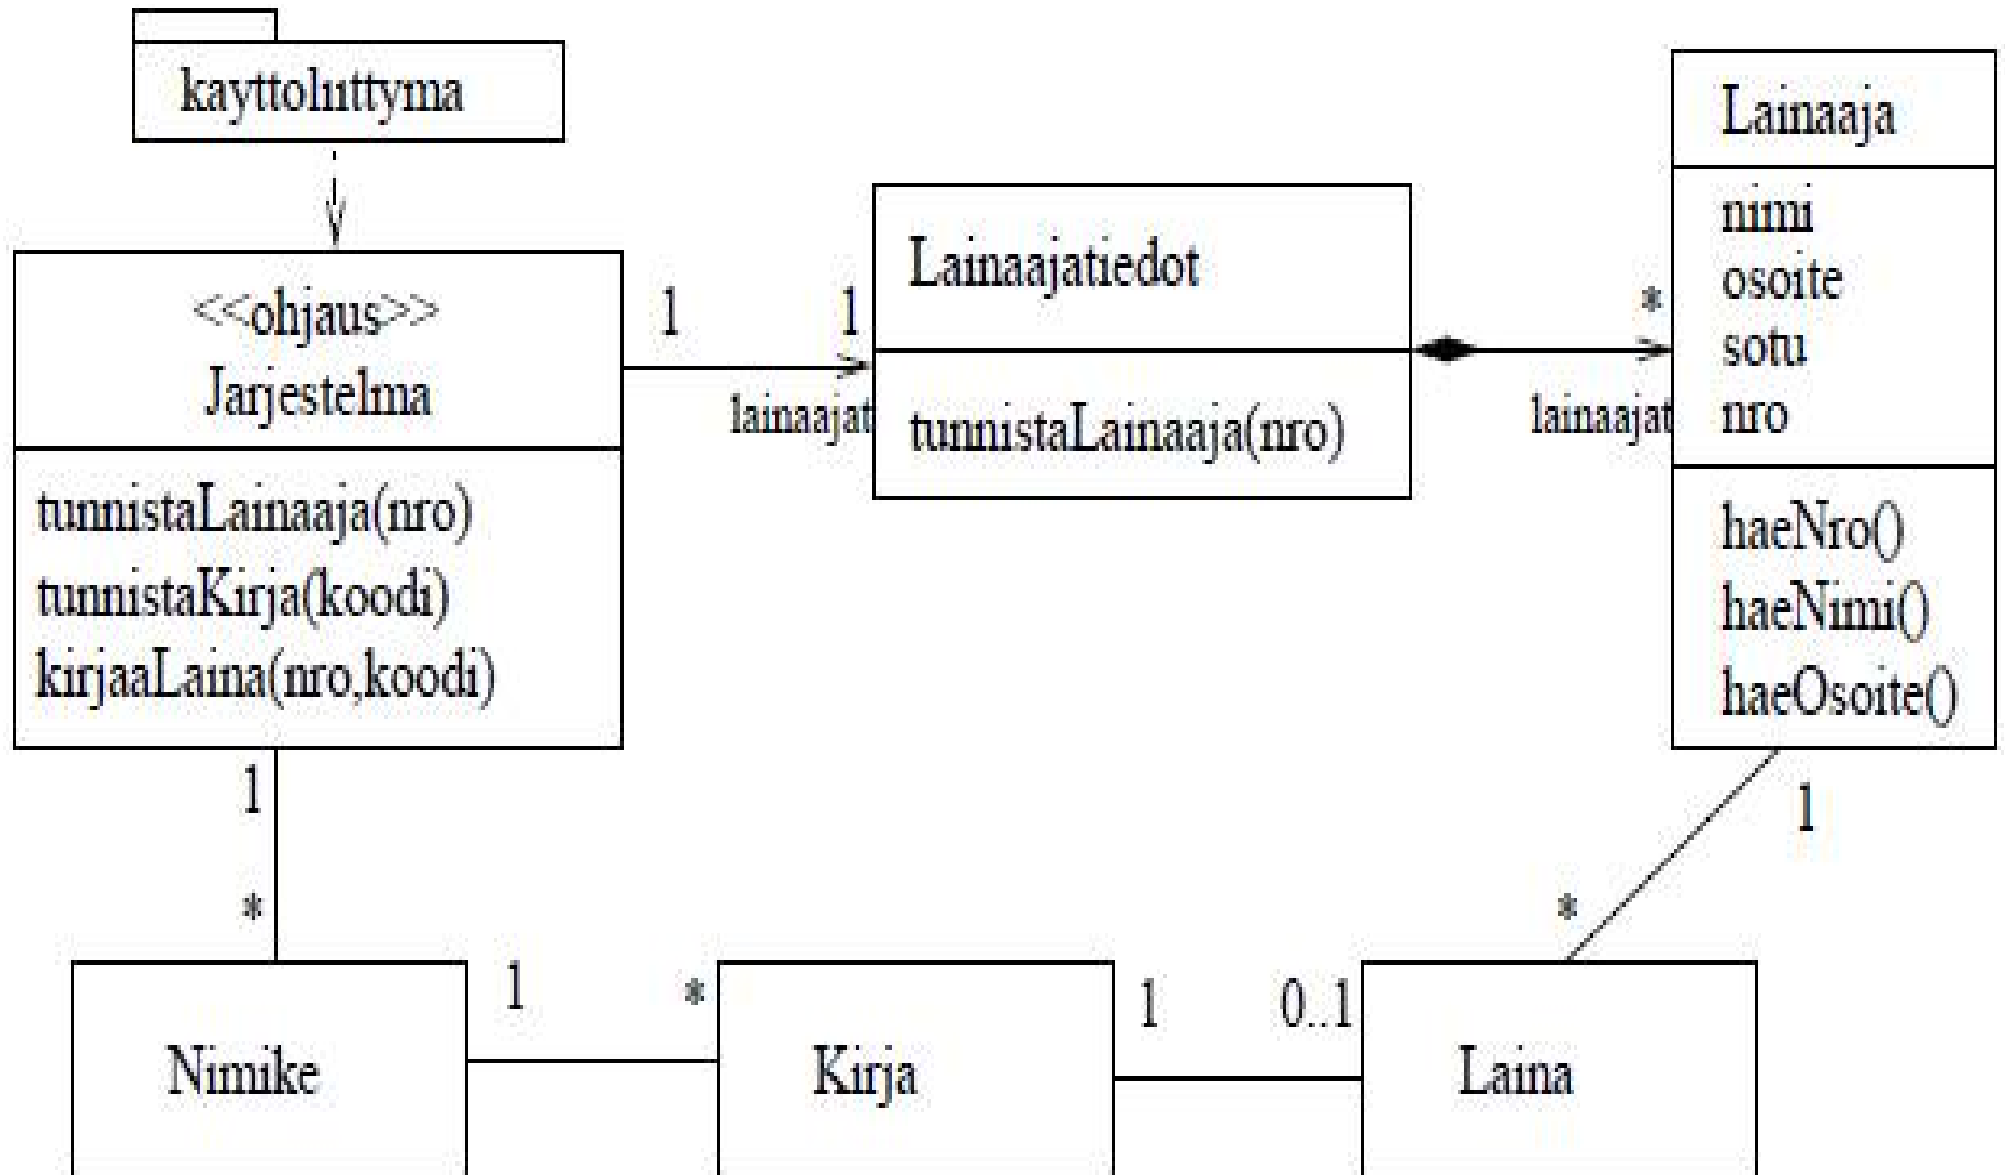 kayttoliittyma
<<ohjaus>>
Jarjestelma
tunnistaLainaaja(nro)
tunnistaKirja(koodi)
kirjaaLaina(nro,koodi)
1
1
lainaajat
Lainaajatiedot
tunnistaLainaaja(nro)
*
lainaajat
Lainaaja
nimi
osoite
sotu
nro
haeNro()
haeNimi()
haeOsoite()
1
*
1
*
Nimike
1
*
Kirja
1
0..1
Laina